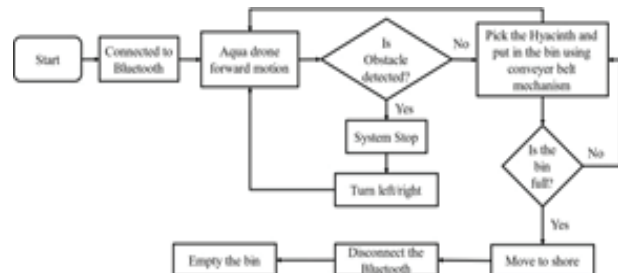 Start
Connected to
Bluetooth
Aqua drone
forward motion
Is
Obstacle
detected?
No
Pick the Hyacinth and
put in the bin using
conveyer belt
mechanism
Yes
System Stop
Turn left/right
Is the
bin
full?
No
Yes
Move to shore
Disconnect the
Bluetooth
Empty the bin